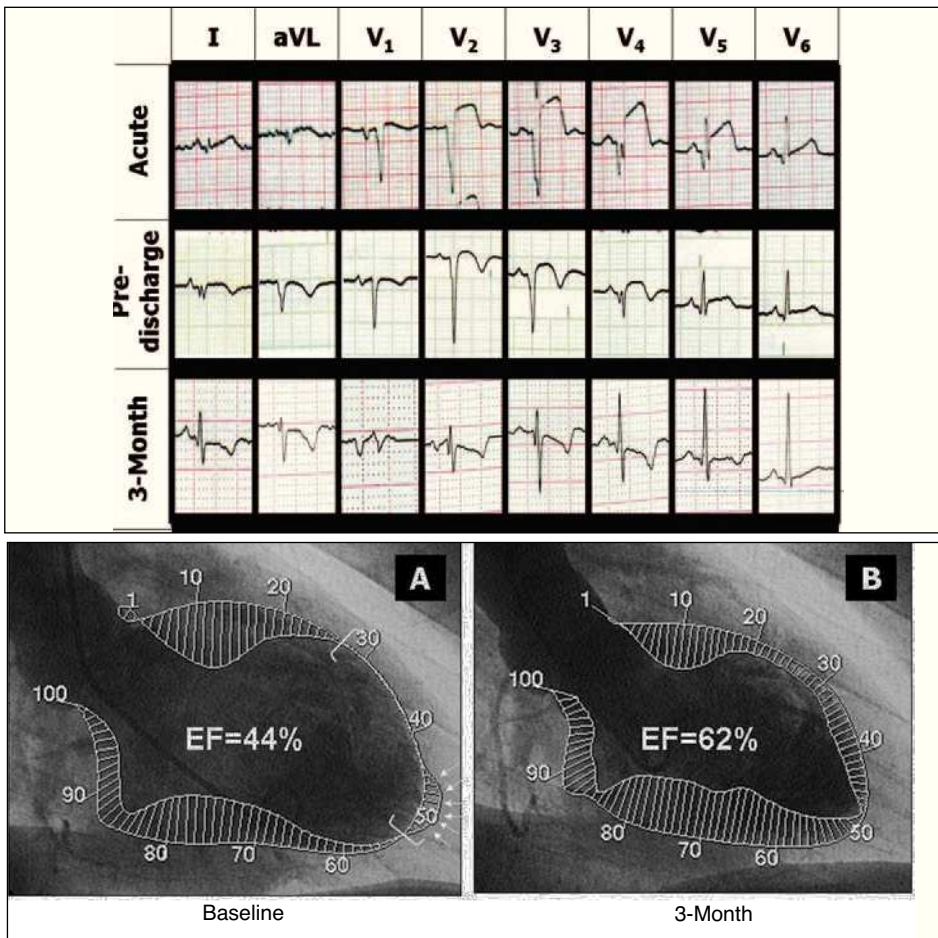 I aVL V1 V2 V3 V4 V5 V6
Acute
Pre-
discharge
3-Month
A
1 10 20 30 40 50 60 70 80 90 100
EF=44%
B
1 10 20 30 40 50 60 70 80 90 100
EF=62%
Baseline 3-Month